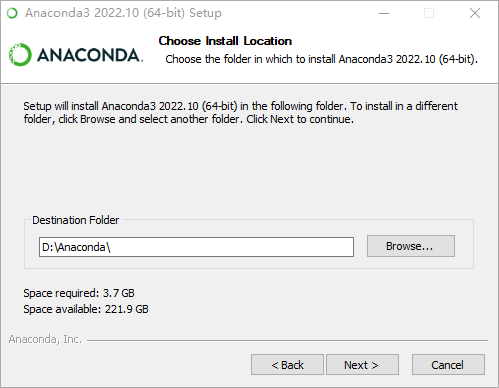 Anaconda3 2022.10 (64-bit) Setup
ANACONDA.
Choose Install Location
Choose the folder in which to install Anaconda3 2022.10 (64-bit).
Setup will install Anaconda3 2022.10 (64-bit) in the following folder. To install in a different
folder, click Browse and select another folder. Click Next to continue.
Destination Folder
D:\Anaconda\
Browse...
Space required: 3.7 GB
Space available: 221.9 GB
Anaconda, Inc.
< Back
Next >
Cancel